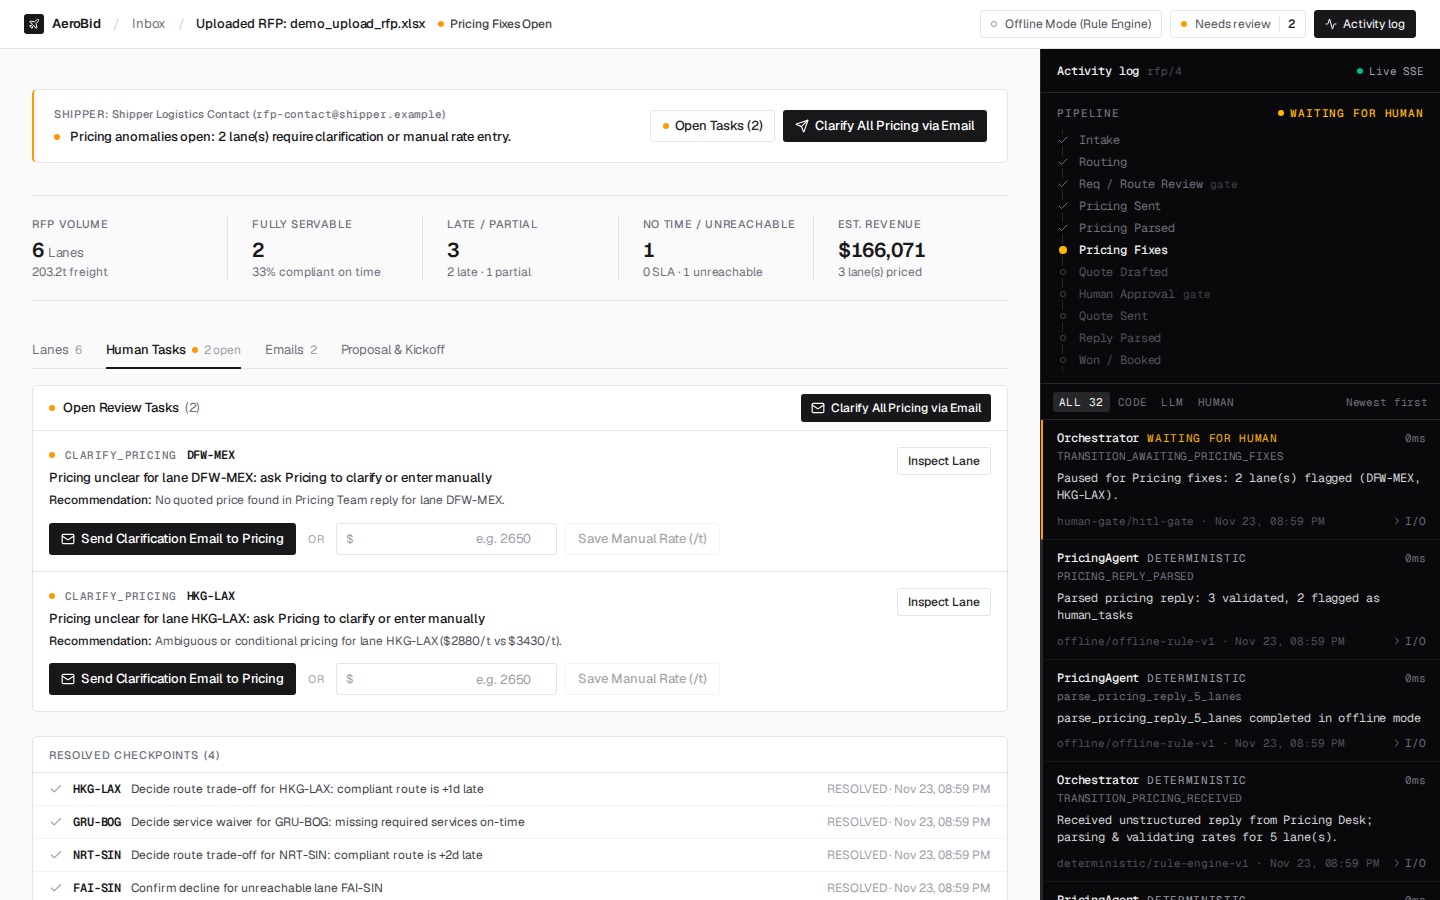 AeroBid / Inbox / Uploaded RFP: demo_upload_rfp.xlsx Pricing Fixes Open
Offline Mode (Rule Engine) Needs review 2 Activity log
SHIPPER: Shipper Logistics Contact (rfp-contact@shipper.example)
Pricing anomalies open: 2 lane(s) require clarification or manual rate entry.
Open Tasks (2) Clarify All Pricing via Email
RFP VOLUME
6 Lanes
203.2t freight
FULLY SERVABLE
2
33% compliant on time
LATE / PARTIAL
3
2 late · 1 partial
NO TIME / UNREACHABLE
1
0 SLA · 1 unreachable
EST. REVENUE
$166,071
3 lane(s) priced
Lanes 6 Human Tasks 2 open Emails 2 Proposal & Kickoff
Open Review Tasks (2) Clarify All Pricing via Email
CLARIFY_PRICING DFW-MEX Inspect Lane
Pricing unclear for lane DFW-MEX: ask Pricing to clarify or enter manually
Recommendation: No quoted price found in Pricing Team reply for lane DFW-MEX.
Send Clarification Email to Pricing OR $ e.g. 2650 Save Manual Rate (/t)
CLARIFY_PRICING HKG-LAX Inspect Lane
Pricing unclear for lane HKG-LAX: ask Pricing to clarify or enter manually
Recommendation: Ambiguous or conditional pricing for lane HKG-LAX ($2880/t vs $3430/t).
Send Clarification Email to Pricing OR $ e.g. 2650 Save Manual Rate (/t)
RESOLVED CHECKPOINTS (4)
HKG-LAX Decide route trade-off for HKG-LAX: compliant route is +1d late RESOLVED · Nov 23, 08:59 PM
GRU-BOG Decide service waiver for GRU-BOG: missing required services on-time RESOLVED · Nov 23, 08:59 PM
NRT-SIN Decide route trade-off for NRT-SIN: compliant route is +2d late RESOLVED · Nov 23, 08:59 PM
FAI-SIN Confirm decline for unreachable lane FAI-SIN RESOLVED · Nov 23, 08:59 PM
Activity log rfp/4 Live SSE
PIPELINE WAITING FOR HUMAN
Intake
Routing
Req / Route Review gate
Pricing Sent
Pricing Parsed
Pricing Fixes
Quote Drafted
Human Approval gate
Quote Sent
Reply Parsed
Won / Booked
ALL 32 CODE LLM HUMAN Newest first
Orchestrator WAITING FOR HUMAN 0ms
TRANSITION_AWAITING_PRICING_FIXES
Paused for Pricing fixes: 2 lane(s) flagged (DFW-MEX,
HKG-LAX).
human-gate/hitl-gate · Nov 23, 08:59 PM I/O
PricingAgent DETERMINISTIC 0ms
PRICING_REPLY_PARSED
Parsed pricing reply: 3 validated, 2 flagged as
human_tasks
offline/offline-rule-v1 · Nov 23, 08:59 PM I/O
PricingAgent DETERMINISTIC 0ms
parse_pricing_reply_5_lanes
parse_pricing_reply_5_lanes completed in offline mode
offline/offline-rule-v1 · Nov 23, 08:59 PM I/O
Orchestrator DETERMINISTIC 0ms
TRANSITION_PRICING_RECEIVED
Received unstructured reply from Pricing Desk;
parsing & validating rates for 5 lane(s).
deterministic/rule-engine-v1 · Nov 23, 08:59 PM I/O
PricingAgent DETERMINISTIC 0ms